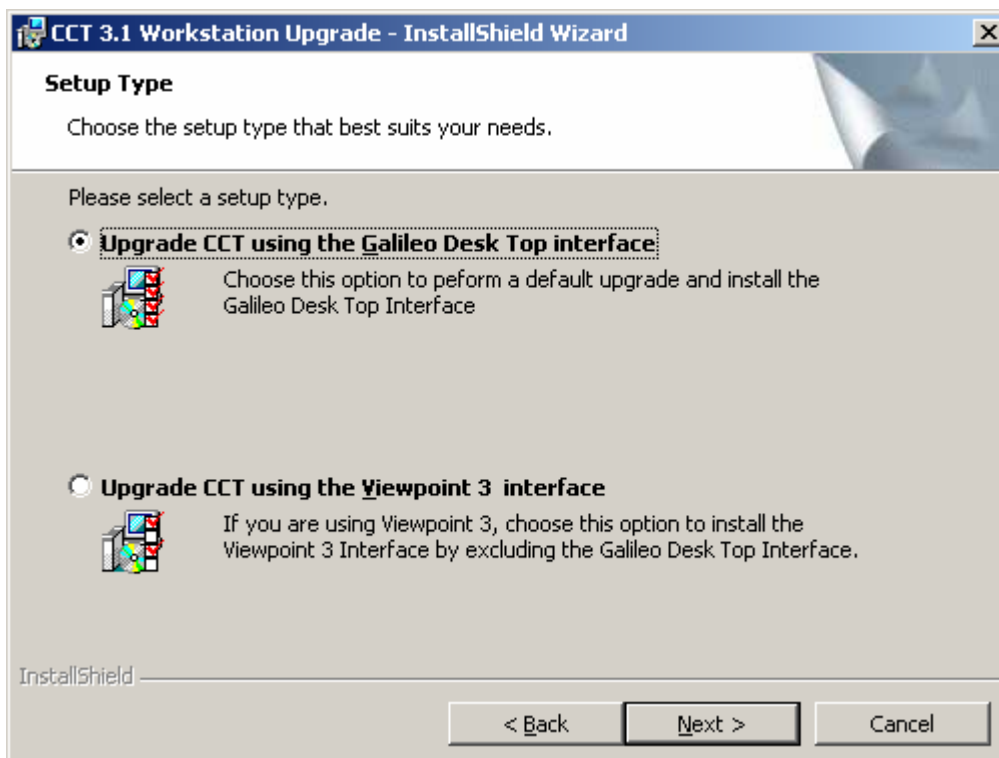 CCT 3.1 Workstation Upgrade - InstallShield Wizard
Setup Type
Choose the setup type that best suits your needs.
Please select a setup type.
Upgrade CCT using the Galileo Desk Top interface
Choose this option to peform a default upgrade and install the
Galileo Desk Top Interface
Upgrade CCT using the Viewpoint 3 interface
If you are using Viewpoint 3, choose this option to install the
Viewpoint 3 Interface by excluding the Galileo Desk Top Interface.
InstallShield
< Back
Next >
Cancel